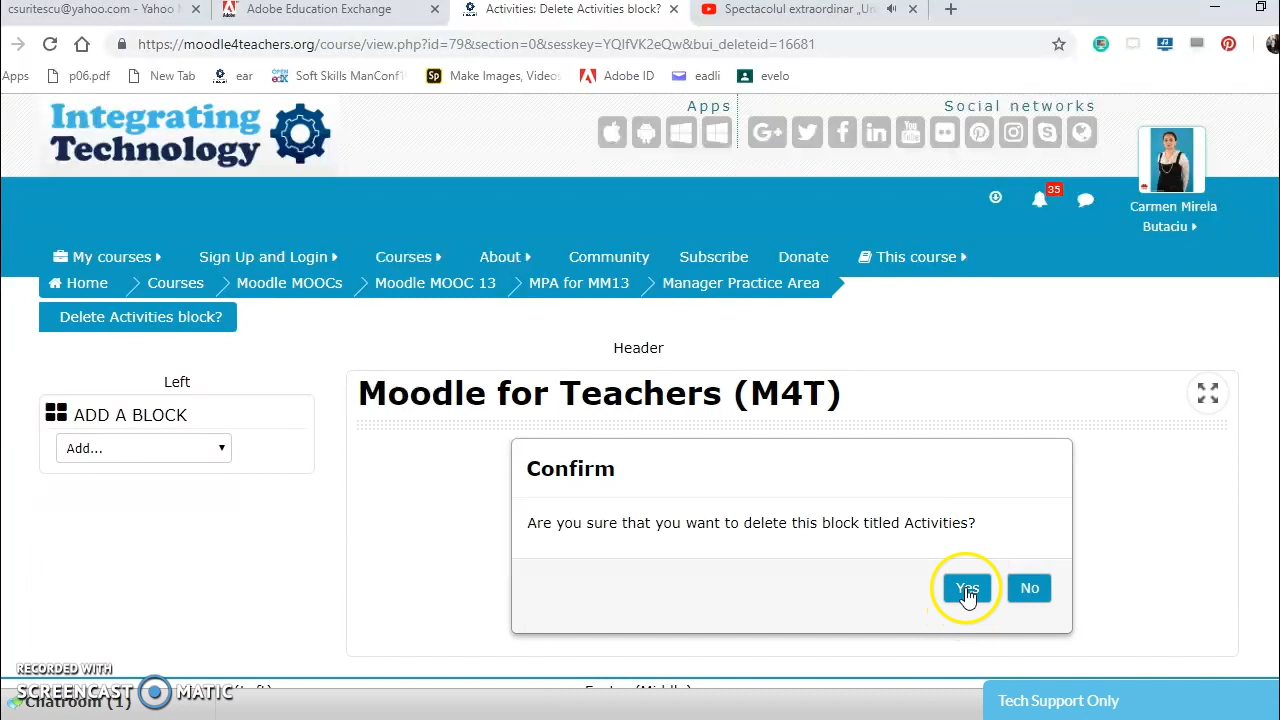 csuritescu@yahoo.com - Yahoo
Adobe Education Exchange
Activities: Delete Activities block?
Spectacolul extraordinar „Un
https://moodle4teachers.org/course/view.php?id=79&section=0&sesskey=YQIfVK2eQw&bui_deleteid=16681
Apps
p06.pdf
New Tab
ear
OPEN edX
Soft Skills ManConf1
Sp
Make Images, Videos
Adobe ID
eadli
evelo
Integrating
Technology
Apps
Social networks
35
Carmen Mirela
Butaciu
My courses
Sign Up and Login
Courses
About
Community
Subscribe
Donate
This course
Home
Courses
Moodle MOOCs
Moodle MOOC 13
MPA for MM13
Manager Practice Area
Delete Activities block?
Header
Left
ADD A BLOCK
Add...
Moodle for Teachers (M4T)
Confirm
Are you sure that you want to delete this block titled Activities?
Yes
No
RECORDED WITH
SCREENCAST MATIC
Chatroom (1)
Tech Support Only